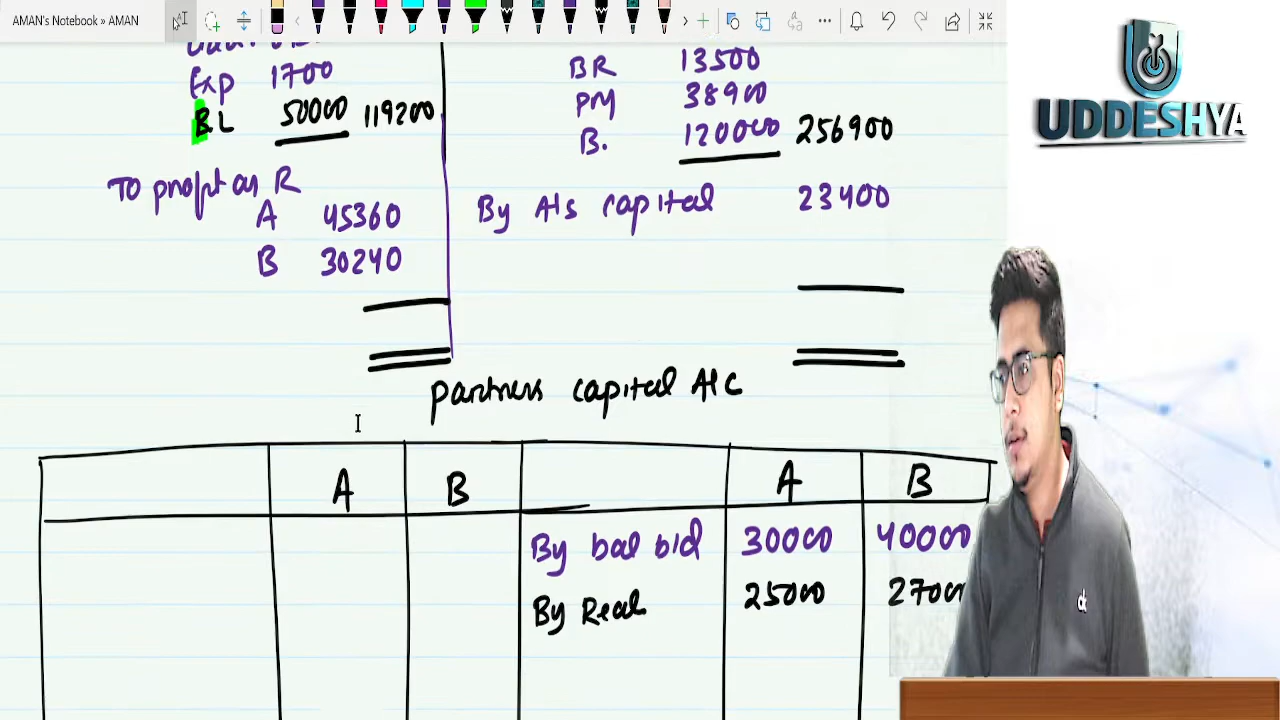 AMAN's Notebook » AMAN
UDDESHYA
Exp 1700
BL 50000 119200
To profit on R
A 45360
B 30240
BR 13500
PM 38900
B. 120000 256900
By A's capital 23400
partners capital A/C
A B A B
By bal b/d 30000 40000
By Real 25000